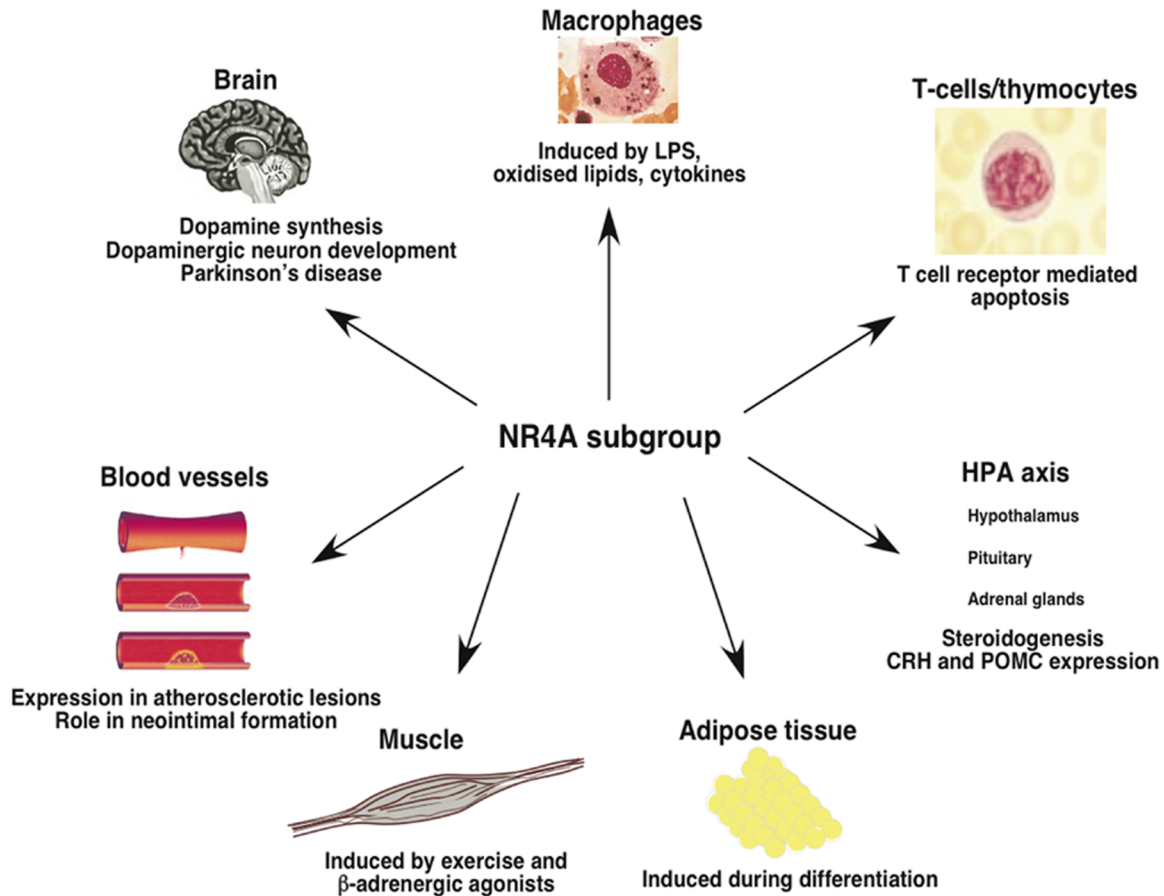 Macrophages
Induced by LPS,
oxidised lipids, cytokines
Brain
Dopamine synthesis
Dopaminergic neuron development
Parkinson's disease
T-cells/thymocytes
T cell receptor mediated
apoptosis
NR4A subgroup
Blood vessels
Expression in atherosclerotic lesions
Role in neointimal formation
HPA axis
Hypothalamus
Pituitary
Adrenal glands
Steroidogenesis
CRH and POMC expression
Muscle
Induced by exercise and
β-adrenergic agonists
Adipose tissue
Induced during differentiation